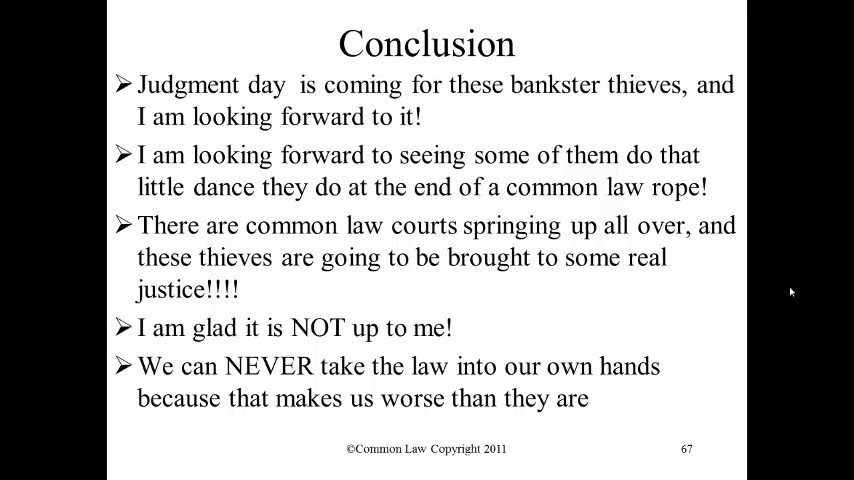 Conclusion
➢Judgment day is coming for these bankster thieves, and
I am looking forward to it!
➢I am looking forward to seeing some of them do that
little dance they do at the end of a common law rope!
➢There are common law courts springing up all over, and
these thieves are going to be brought to some real
justice!!!!
➢I am glad it is NOT up to me!
➢We can NEVER take the law into our own hands
because that makes us worse than they are
©Common Law Copyright 2011
67